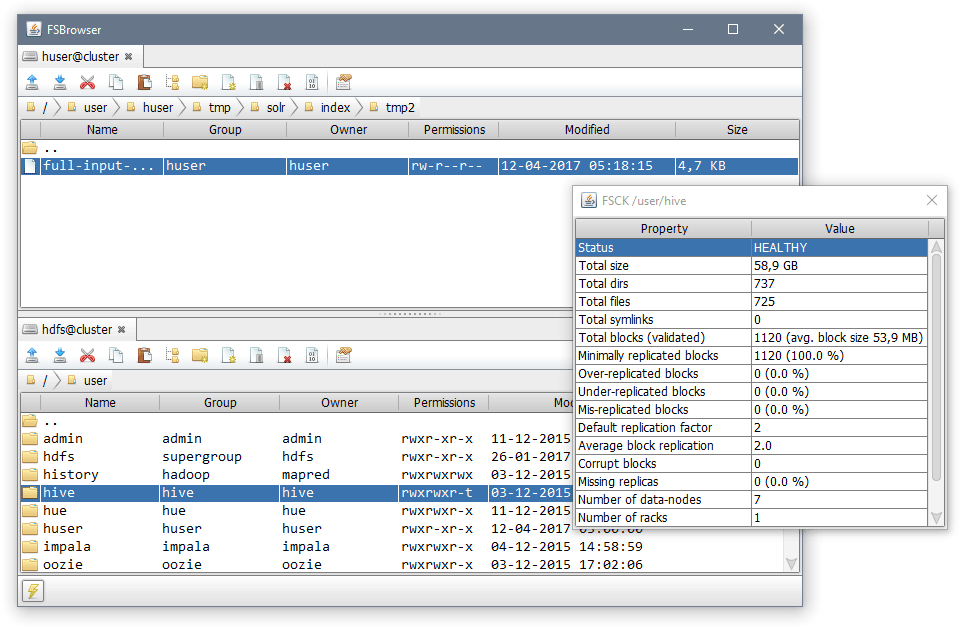 FSBrowser
huser@cluster
/ user huser tmp solr index tmp2
Name Group Owner Permissions Modified Size
..
full-input-... huser huser rw-r--r-- 12-04-2017 05:18:15 4,7 KB
FSCK /user/hive
Property Value
Status HEALTHY
Total size 58,9 GB
Total dirs 737
Total files 725
Total symlinks 0
Total blocks (validated) 1120 (avg. block size 53,9 MB)
Minimally replicated blocks 1120 (100.0 %)
Over-replicated blocks 0 (0.0 %)
Under-replicated blocks 0 (0.0 %)
Mis-replicated blocks 0 (0.0 %)
Default replication factor 2
Average block replication 2.0
Corrupt blocks 0
Missing replicas 0 (0.0 %)
Number of data-nodes 7
Number of racks 1
hdfs@cluster
/ user
Name Group Owner Permissions
..
admin admin admin rwxr-xr-x 11-12-2015
hdfs supergroup hdfs rwxr-xr-x 26-01-2017
history hadoop mapred rwxrwxrwx 03-12-2015
hive hive hive rwxrwxr-t 03-12-2015
hue hue hue rwxrwxr-x 11-12-2015
huser huser huser rwxr-xr-x 12-04-2017
impala impala impala rwxrwxr-x 04-12-2015 14:58:59
oozie oozie oozie rwxrwxr-x 03-12-2015 17:02:06